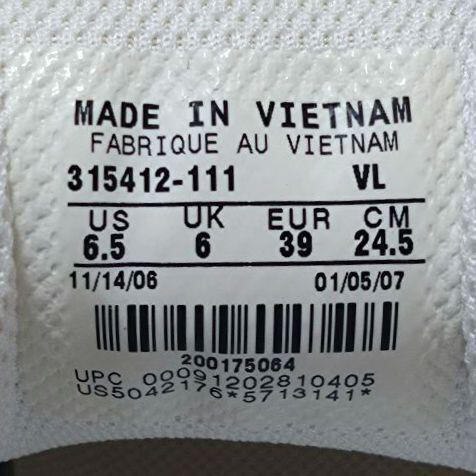 MADE IN VIETNAM
FABRIQUE AU VIETNAM
315412-111 VL
US UK EUR CM
6.5 6 39 24.5
11/14/06 01/05/07
200175064
UPC 00091202810405
US5042176*5713141*